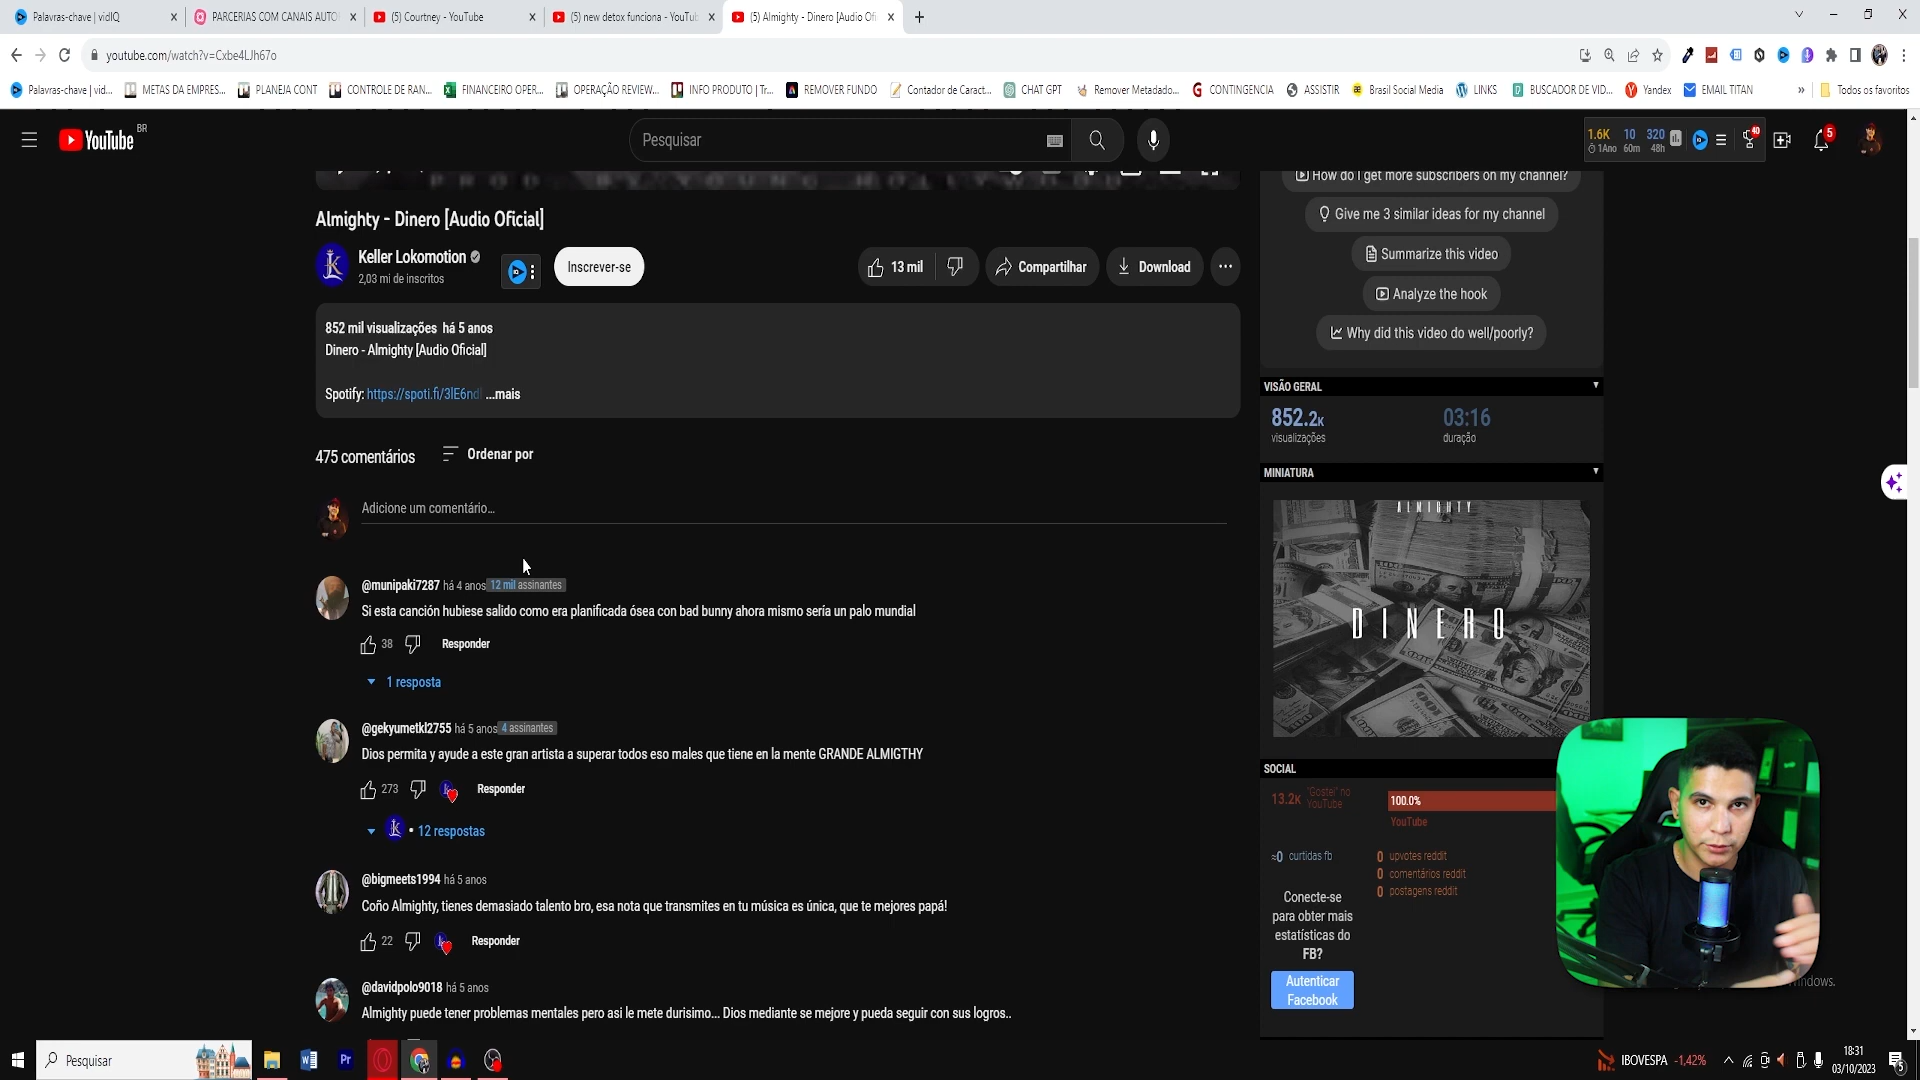 Palavras-chave | vidIQ
PARCERIAS COM CANAIS AUTO
(5) Courtney - YouTube
(5) new detox funciona - YouTu
(5) Almighty - Dinero [Audio Ofi
youtube.com/watch?v=Cxbe4LJh67o
Palavras-chave | vid...
METAS DA EMPRES...
PLANEJA CONT
CONTROLE DE RAN...
FINANCEIRO OPER...
OPERAÇÃO REVIEW...
INFO PRODUTO | Tr...
REMOVER FUNDO
Contador de Caract...
CHAT GPT
Remover Metadado...
CONTINGENCIA
ASSISTIR
Brasil Social Media
LINKS
BUSCADOR DE VID...
Yandex
EMAIL TITAN
»
Todos os favoritos
YouTube BR
Pesquisar
1.6K 10 320
1Ano 60m 48h
40
5
PROD BY YOUNG HOLLYWOOD
Almighty - Dinero [Audio Oficial]
Keller Lokomotion
2,03 mi de inscritos
Inscrever-se
13 mil
Compartilhar
Download
852 mil visualizações há 5 anos
Dinero - Almighty [Audio Oficial]
Spotify: https://spoti.fi/3lE6nd ...mais
475 comentários
Ordenar por
Adicione um comentário...
@munipaki7287 há 4 anos 12 mil assinantes
Si esta canción hubiese salido como era planificada ósea con bad bunny ahora mismo sería un palo mundial
38 Responder
1 resposta
@gekyumetkl2755 há 5 anos 4 assinantes
Dios permita y ayude a este gran artista a superar todos eso males que tiene en la mente GRANDE ALMIGTHY
273 Responder
12 respostas
@bigmeets1994 há 5 anos
Coño Almighty, tienes demasiado talento bro, esa nota que transmites en tu música es única, que te mejores papá!
22 Responder
@davidpolo9018 há 5 anos
Almighty puede tener problemas mentales pero asi le mete durisimo... Dios mediante se mejore y pueda seguir con sus logros..
How do I get more subscribers on my channel?
Give me 3 similar ideas for my channel
Summarize this video
Analyze the hook
Why did this video do well/poorly?
VISÃO GERAL
852.2K 03:16
visualizações duração
MINIATURA
ALMIGHTY
DINERO
SOCIAL
13.2K "Gostei" no YouTube
100.0%
YouTube
≈0 curtidas fb
0 upvotes reddit
0 comentários reddit
0 postagens reddit
Conecte-se
para obter mais
estatísticas do
FB?
Autenticar
Facebook
Pesquisar
IBOVESPA -1,42%
18:31
03/10/2023
5